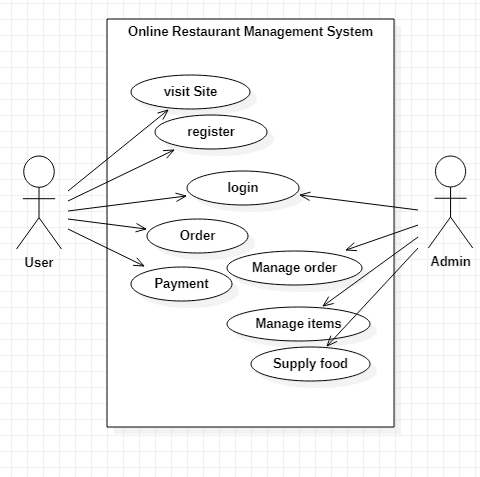 Online Restaurant Management System
visit Site
register
login
Order
User
Admin
Manage order
Payment
Manage items
Supply food